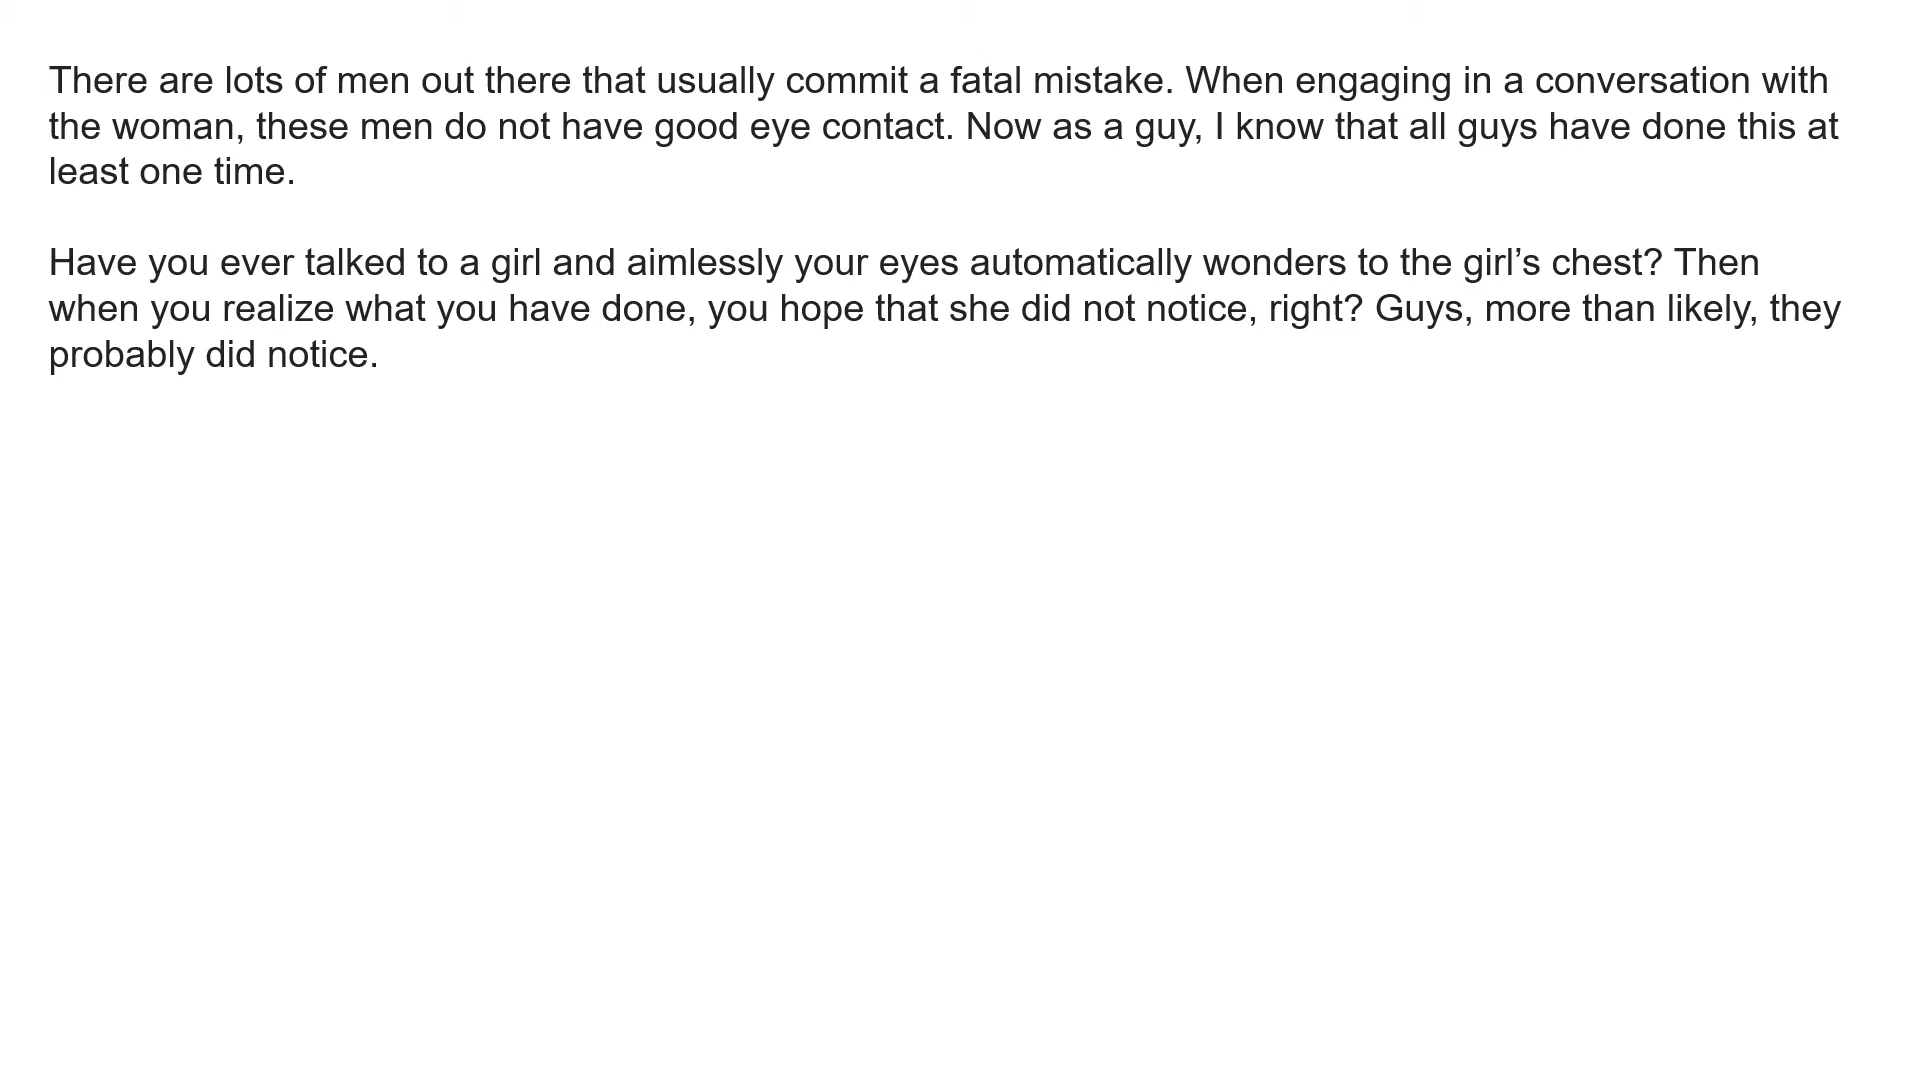 There are lots of men out there that usually commit a fatal mistake. When engaging in a conversation with
the woman, these men do not have good eye contact. Now as a guy, I know that all guys have done this at
least one time.
Have you ever talked to a girl and aimlessly your eyes automatically wonders to the girl’s chest? Then
when you realize what you have done, you hope that she did not notice, right? Guys, more than likely, they
probably did notice.